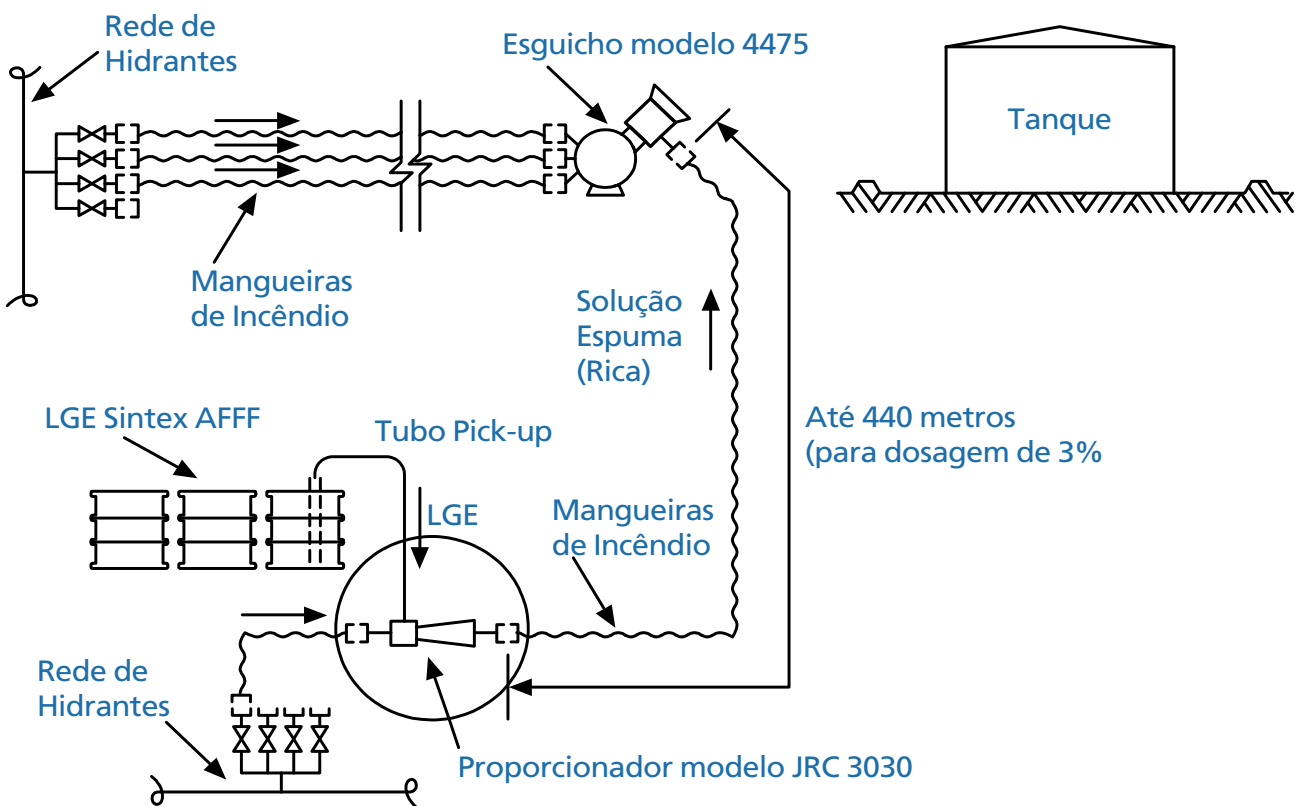 Rede de
Hidrantes
Esguicho modelo 4475
Tanque
Mangueiras
de Incêndio
Solução
Espuma
(Rica)
LGE Sintex AFFF
Tubo Pick-up
Até 440 metros
(para dosagem de 3%
LGE
Mangueiras
de Incêndio
Rede de
Hidrantes
Proporcionador modelo JRC 3030